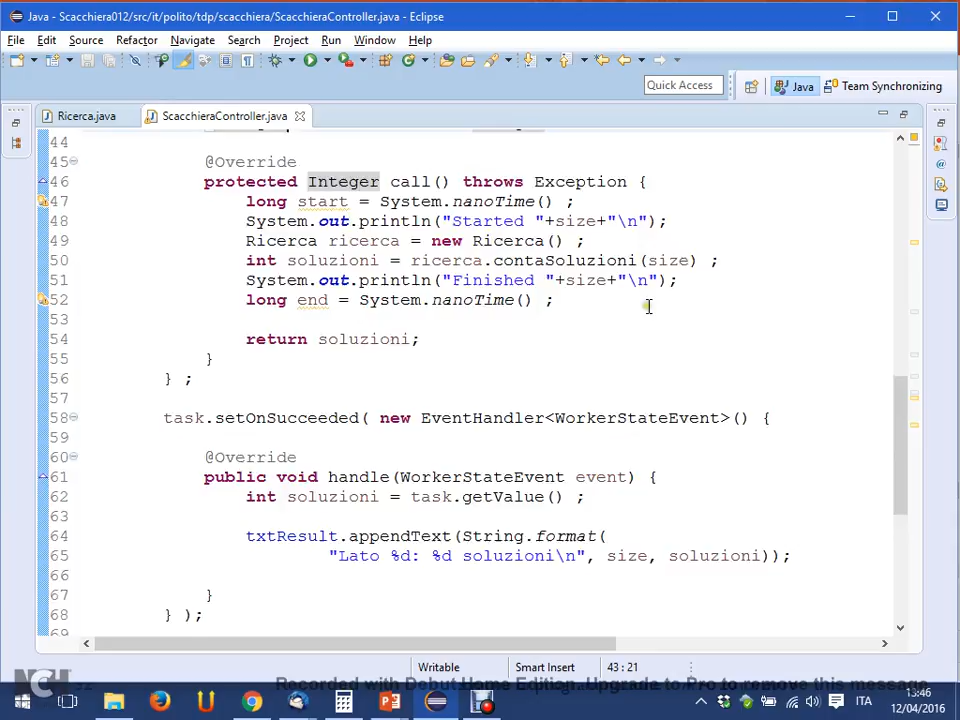 Java - Scacchiera012/src/it/polito/tdp/scacchiera/ScacchieraController.java - Eclipse
File Edit Source Refactor Navigate Search Project Run Window Help
Quick Access
Java
Team Synchronizing
Ricerca.java
ScacchieraController.java
44
45 @Override
46 protected Integer call() throws Exception {
47 long start = System.nanoTime() ;
48 System.out.println("Started "+size+"\n");
49 Ricerca ricerca = new Ricerca() ;
50 int soluzioni = ricerca.contaSoluzioni(size) ;
51 System.out.println("Finished "+size+"\n");
52 long end = System.nanoTime() ;
53
54 return soluzioni;
55 }
56 } ;
57
58 task.setOnSucceeded( new EventHandler<WorkerStateEvent>() {
59
60 @Override
61 public void handle(WorkerStateEvent event) {
62 int soluzioni = task.getValue() ;
63
64 txtResult.appendText(String.format(
65 "Lato %d: %d soluzioni\n", size, soluzioni));
66
67 }
68 } );
69
Writable
Smart Insert
43 : 21
NCH
Recorded with Debut Home Edition. Upgrade to Pro to remove this message
ITA
13:46
12/04/2016